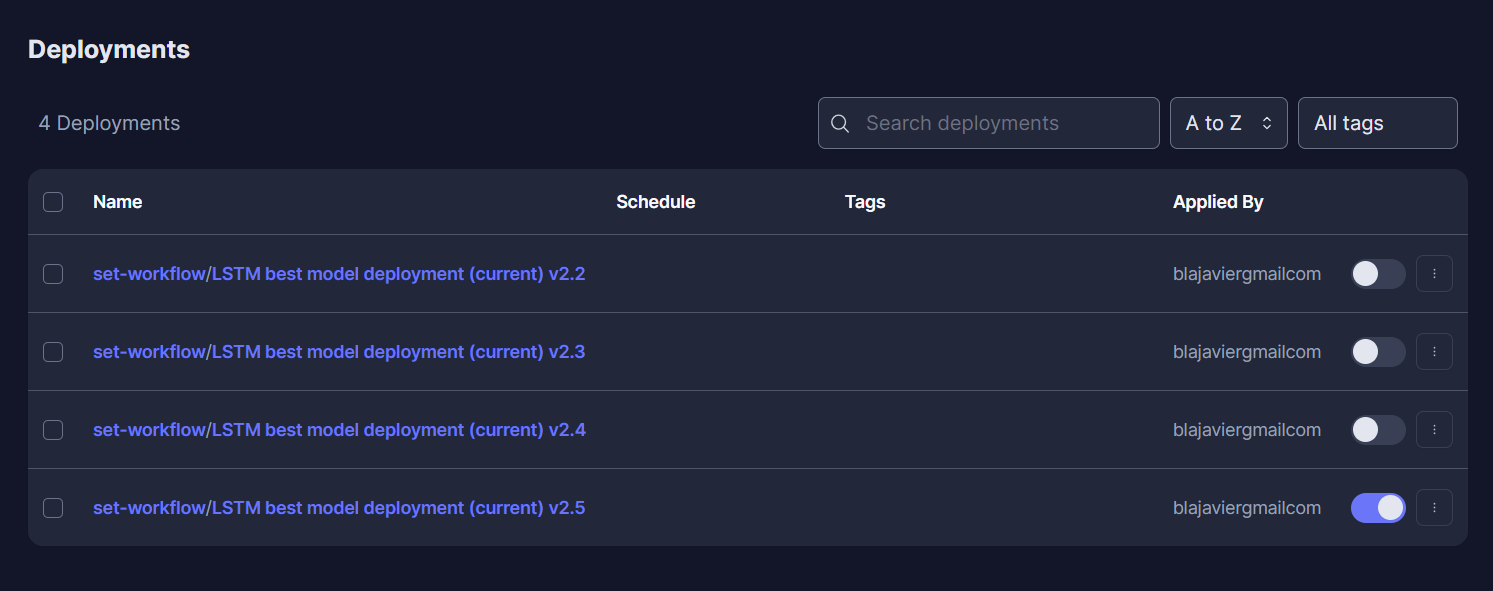 Deployments
4 Deployments Search deployments A to Z All tags
Name Schedule Tags Applied By
set-workflow/LSTM best model deployment (current) v2.2 blajaviergmailcom
set-workflow/LSTM best model deployment (current) v2.3 blajaviergmailcom
set-workflow/LSTM best model deployment (current) v2.4 blajaviergmailcom
set-workflow/LSTM best model deployment (current) v2.5 blajaviergmailcom